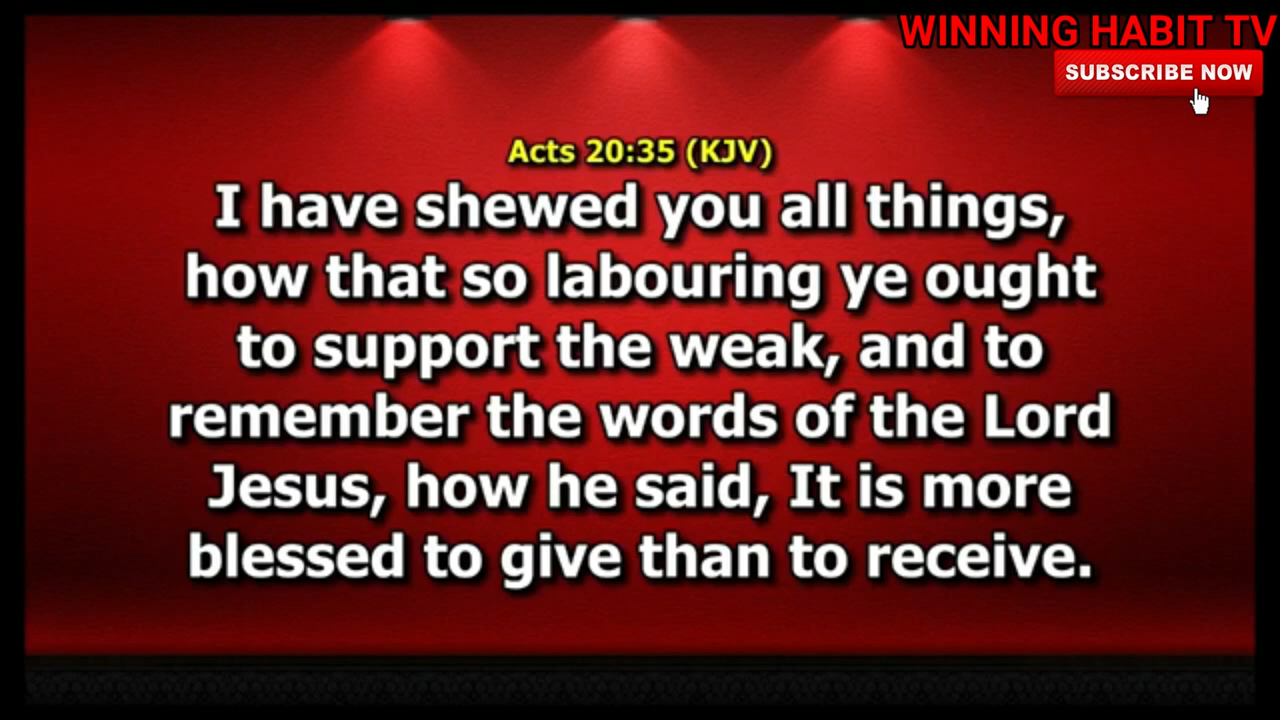 WINNING HABIT TV
SUBSCRIBE NOW
Acts 20:35 (KJV)
I have shewed you all things,
how that so labouring ye ought
to support the weak, and to
remember the words of the Lord
Jesus, how he said, It is more
blessed to give than to receive.